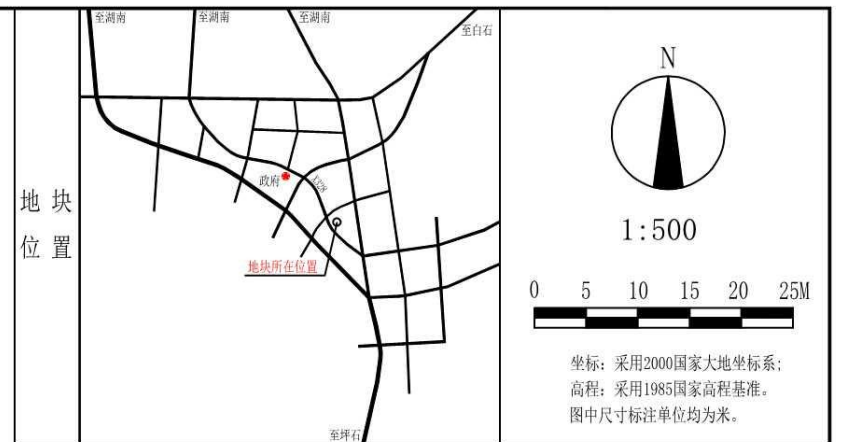 地块
位置
至湖南
至湖南
至湖南
至白石
政府
J328
地块所在位置
至坪石
N
1:500
0 5 10 15 20 25M
坐标：采用2000国家大地坐标系;
高程：采用1985国家高程基准。
图中尺寸标注单位均为米。